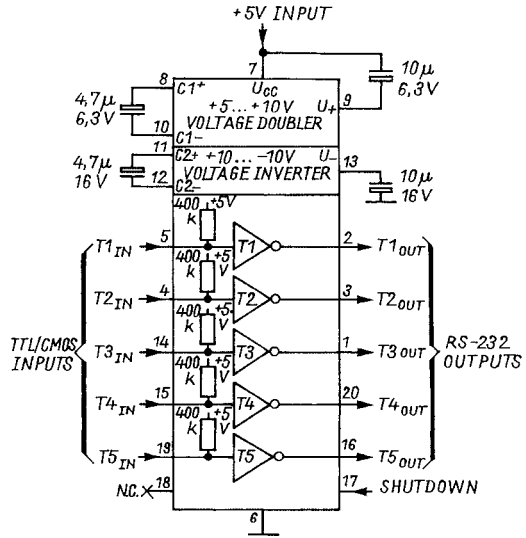 +5V INPUT
7
8 C1+ UCC 10μ
4,7μ +5...+10V U+ 9 6,3V
6,3V VOLTAGE DOUBLER
10 C1-
11 C2+ +10...-10V U- 13
4,7μ VOLTAGE INVERTER 10μ
16V 12 C2- 16V
400 k +5V
T1IN 5 T1 2 T1OUT
400 k +5 V
T2IN 4 T2 3 T2OUT
400 k +5 V
TTL/CMOS INPUTS T3IN 14 T3 1 T3OUT RS-232 OUTPUTS
400 k +5 V
T4IN 15 T4 20 T4OUT
400 k +5 V
T5IN 19 T5 16 T5OUT
N.C. 18 17 SHUTDOWN
6